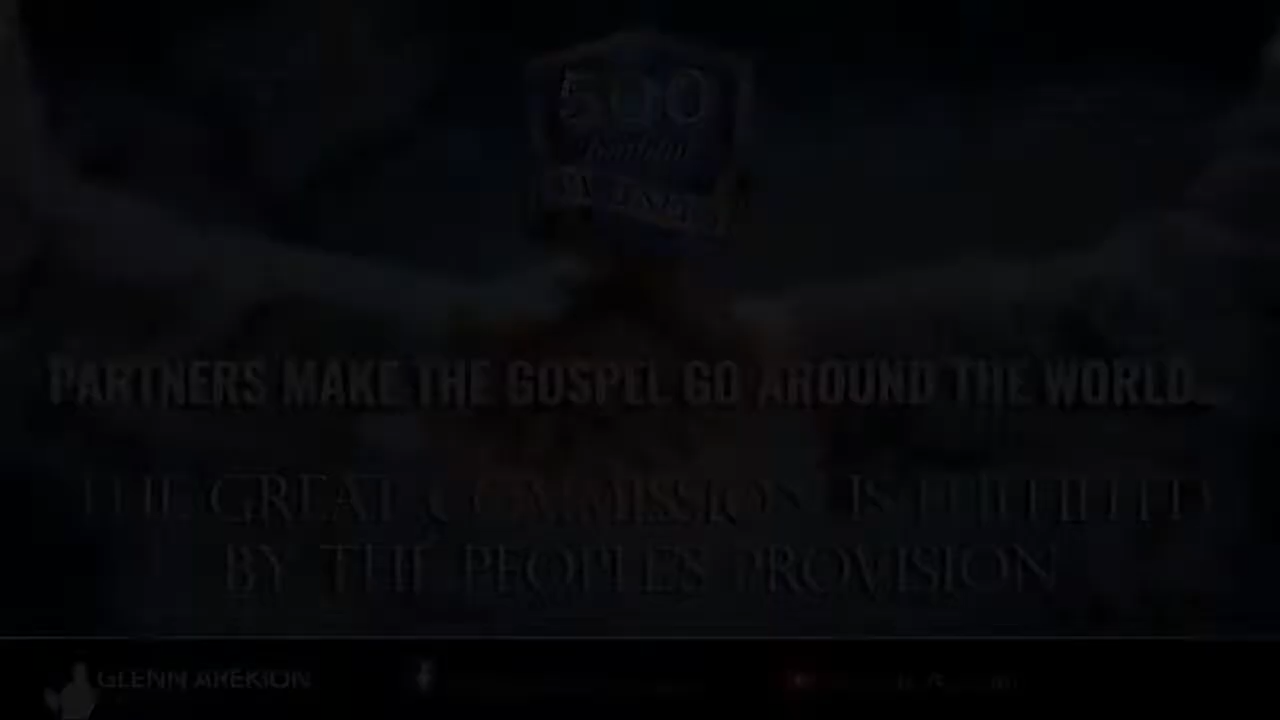 500
PARTNERS MAKE THE GOSPEL GO AROUND THE WORLD...
THE GREAT COMMISSION IS FULFILLED
BY THE PEOPLE'S PROVISION
GLENN AREKION